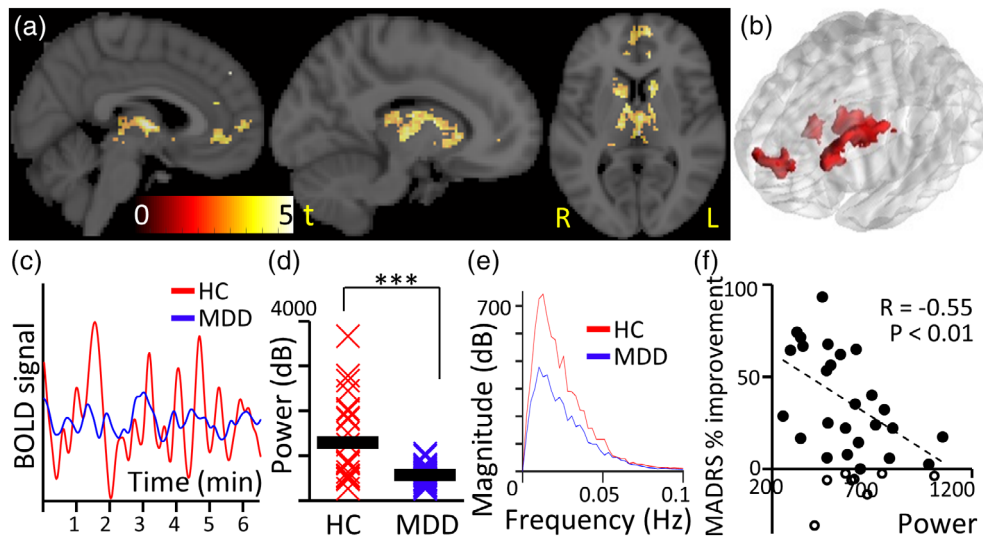 (a)
0 5 t
R L
(b)
(c)
HC
MDD
BOLD signal
Time (min)
1 2 3 4 5 6
(d)
***
4000
Power (dB)
0
HC MDD
(e)
700
HC
MDD
Magnitude (dB)
0
0.05
0.1
Frequency (Hz)
(f)
100
R = -0.55
P < 0.01
50
MADRS % improvement
0
200 700 1200
Power